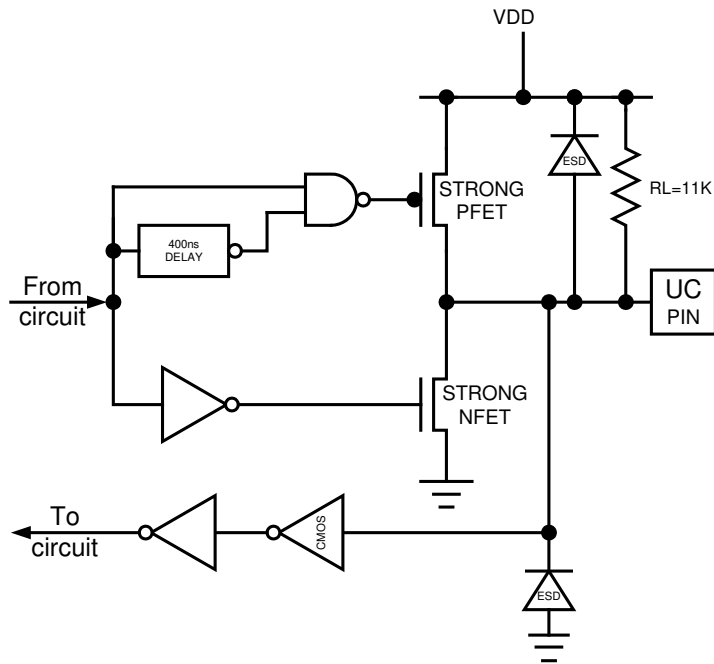 VDD
ESD
RL=11K
STRONG
PFET
400ns
DELAY
From
circuit
UC
PIN
STRONG
NFET
To
circuit
CMOS
ESD